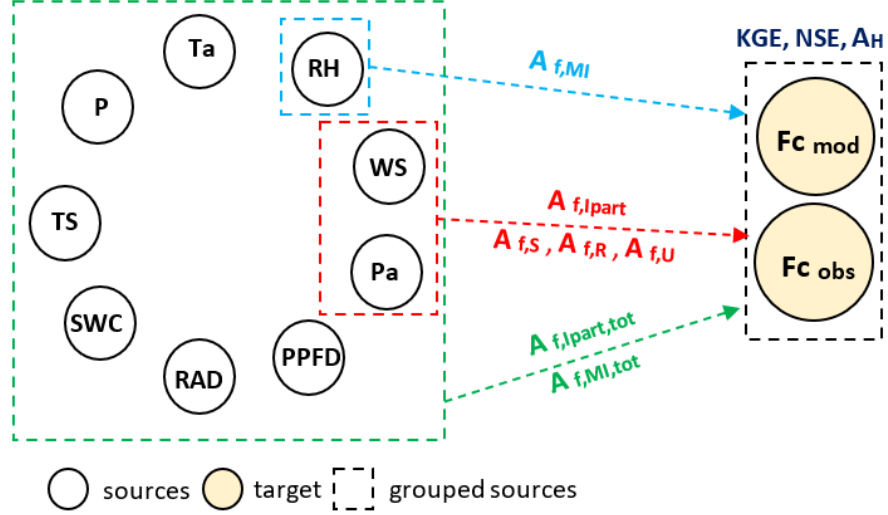 KGE, NSE, AH
Ta
RH
A f,MI
P
Fc mod
WS
A f,Ipart
TS
A f,S , A f,R , A f,U
Pa
Fc obs
SWC
PPFD
A f,Ipart,tot
RAD
A f,MI,tot
sources
target
grouped sources